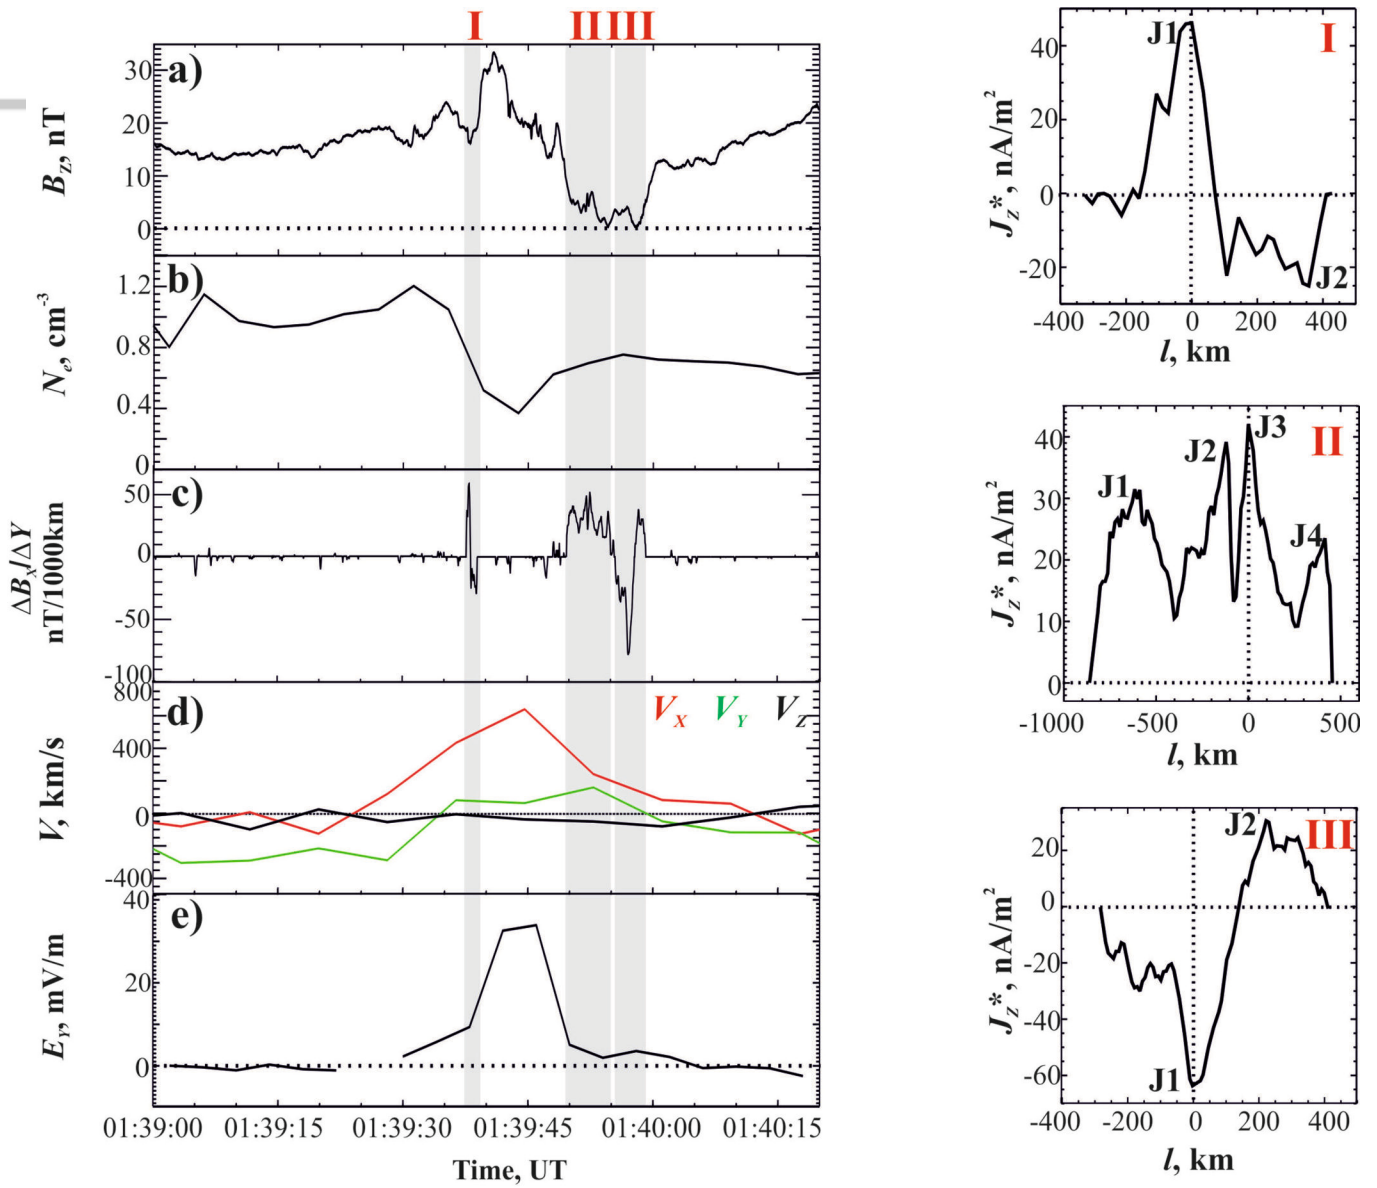 I II III
a)
B_Z, nT
30
20
10
0
b)
N_e, cm^-3
1.2
0.8
0.4
0
c)
ΔB_X/ΔY
nT/1000km
50
0
-50
-100
d)
V_X V_Y V_Z
V, km/s
800
400
0
-400
e)
E_Y, mV/m
40
20
0
01:39:00 01:39:15 01:39:30 01:39:45 01:40:00 01:40:15
Time, UT
I
J1
J2
J_Z*, nA/m^2
40
20
0
-20
-400 -200 0 200 400
l, km
II
J1 J2 J3 J4
J_Z*, nA/m^2
40
30
20
10
0
-1000 -500 0 500
l, km
III
J2
J1
J_Z*, nA/m^2
20
0
-20
-40
-60
-400 -200 0 200 400
l, km